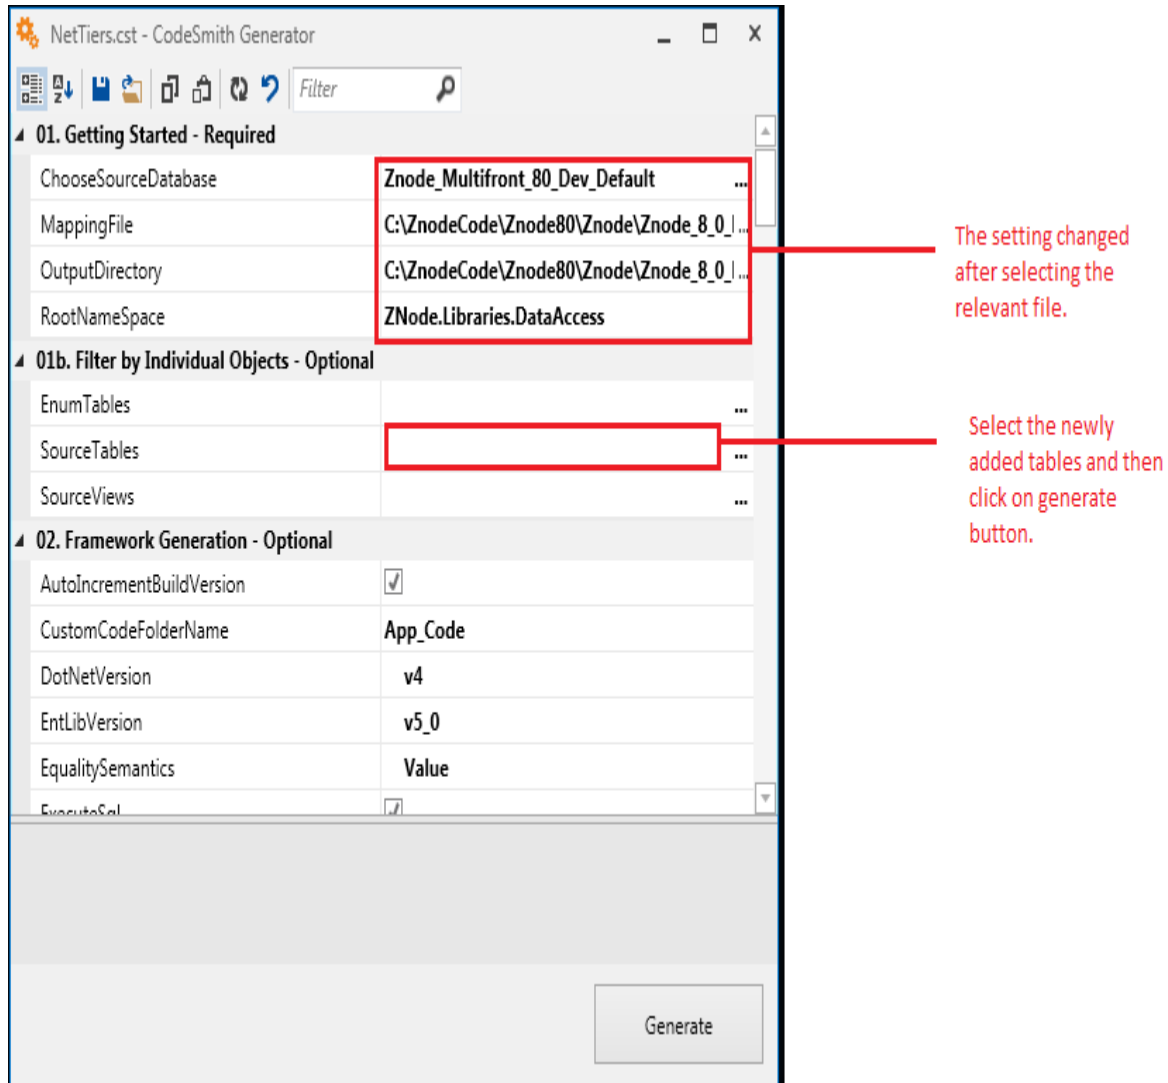 NetTiers.cst - CodeSmith Generator
Filter
01. Getting Started - Required
ChooseSourceDatabase Znode_Multifront_80_Dev_Default ...
MappingFile C:\ZnodeCode\Znode80\Znode\Znode_8_0_ ...
OutputDirectory C:\ZnodeCode\Znode80\Znode\Znode_8_0_ ...
RootNameSpace ZNode.Libraries.DataAccess
The setting changed
after selecting the
relevant file.
01b. Filter by Individual Objects - Optional
EnumTables ...
SourceTables ...
SourceViews ...
Select the newly
added tables and then
click on generate
button.
02. Framework Generation - Optional
AutoIncrementBuildVersion
CustomCodeFolderName App_Code
DotNetVersion v4
EntLibVersion v5_0
EqualitySemantics Value
ExecuteSql
Generate